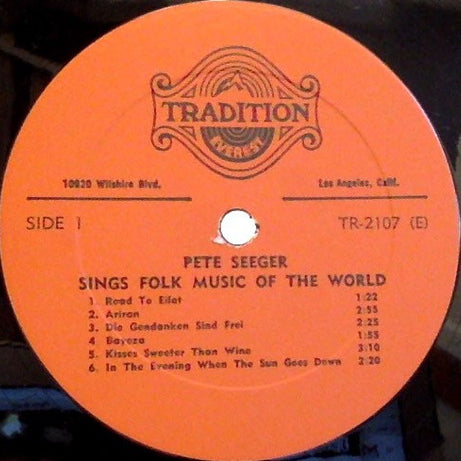 TRADITION
EVEREST
10920 Wilshire Blvd. Los Angeles, Calif.
SIDE 1 TR-2107 (E)
PETE SEEGER
SINGS FOLK MUSIC OF THE WORLD
1. Road To Eilat 1:22
2. Ariran 2:55
3. Die Gendanken Sind Frei 2:25
4 Bayeza 1:55
5. Kisses Sweeter Than Wine 3:10
6. In The Evening When The Sun Goes Down 2:20